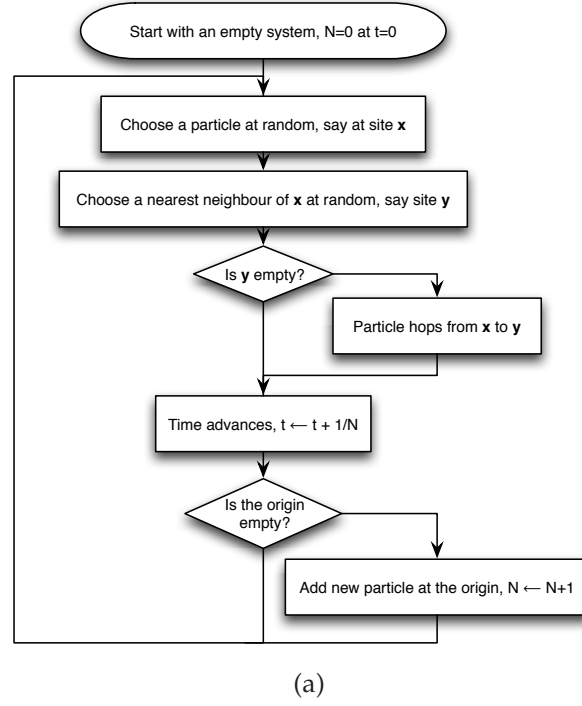 Start with an empty system, N=0 at t=0
Choose a particle at random, say at site x
Choose a nearest neighbour of x at random, say site y
Is y empty?
Particle hops from x to y
Time advances, t ← t + 1/N
Is the origin
empty?
Add new particle at the origin, N ← N+1
(a)